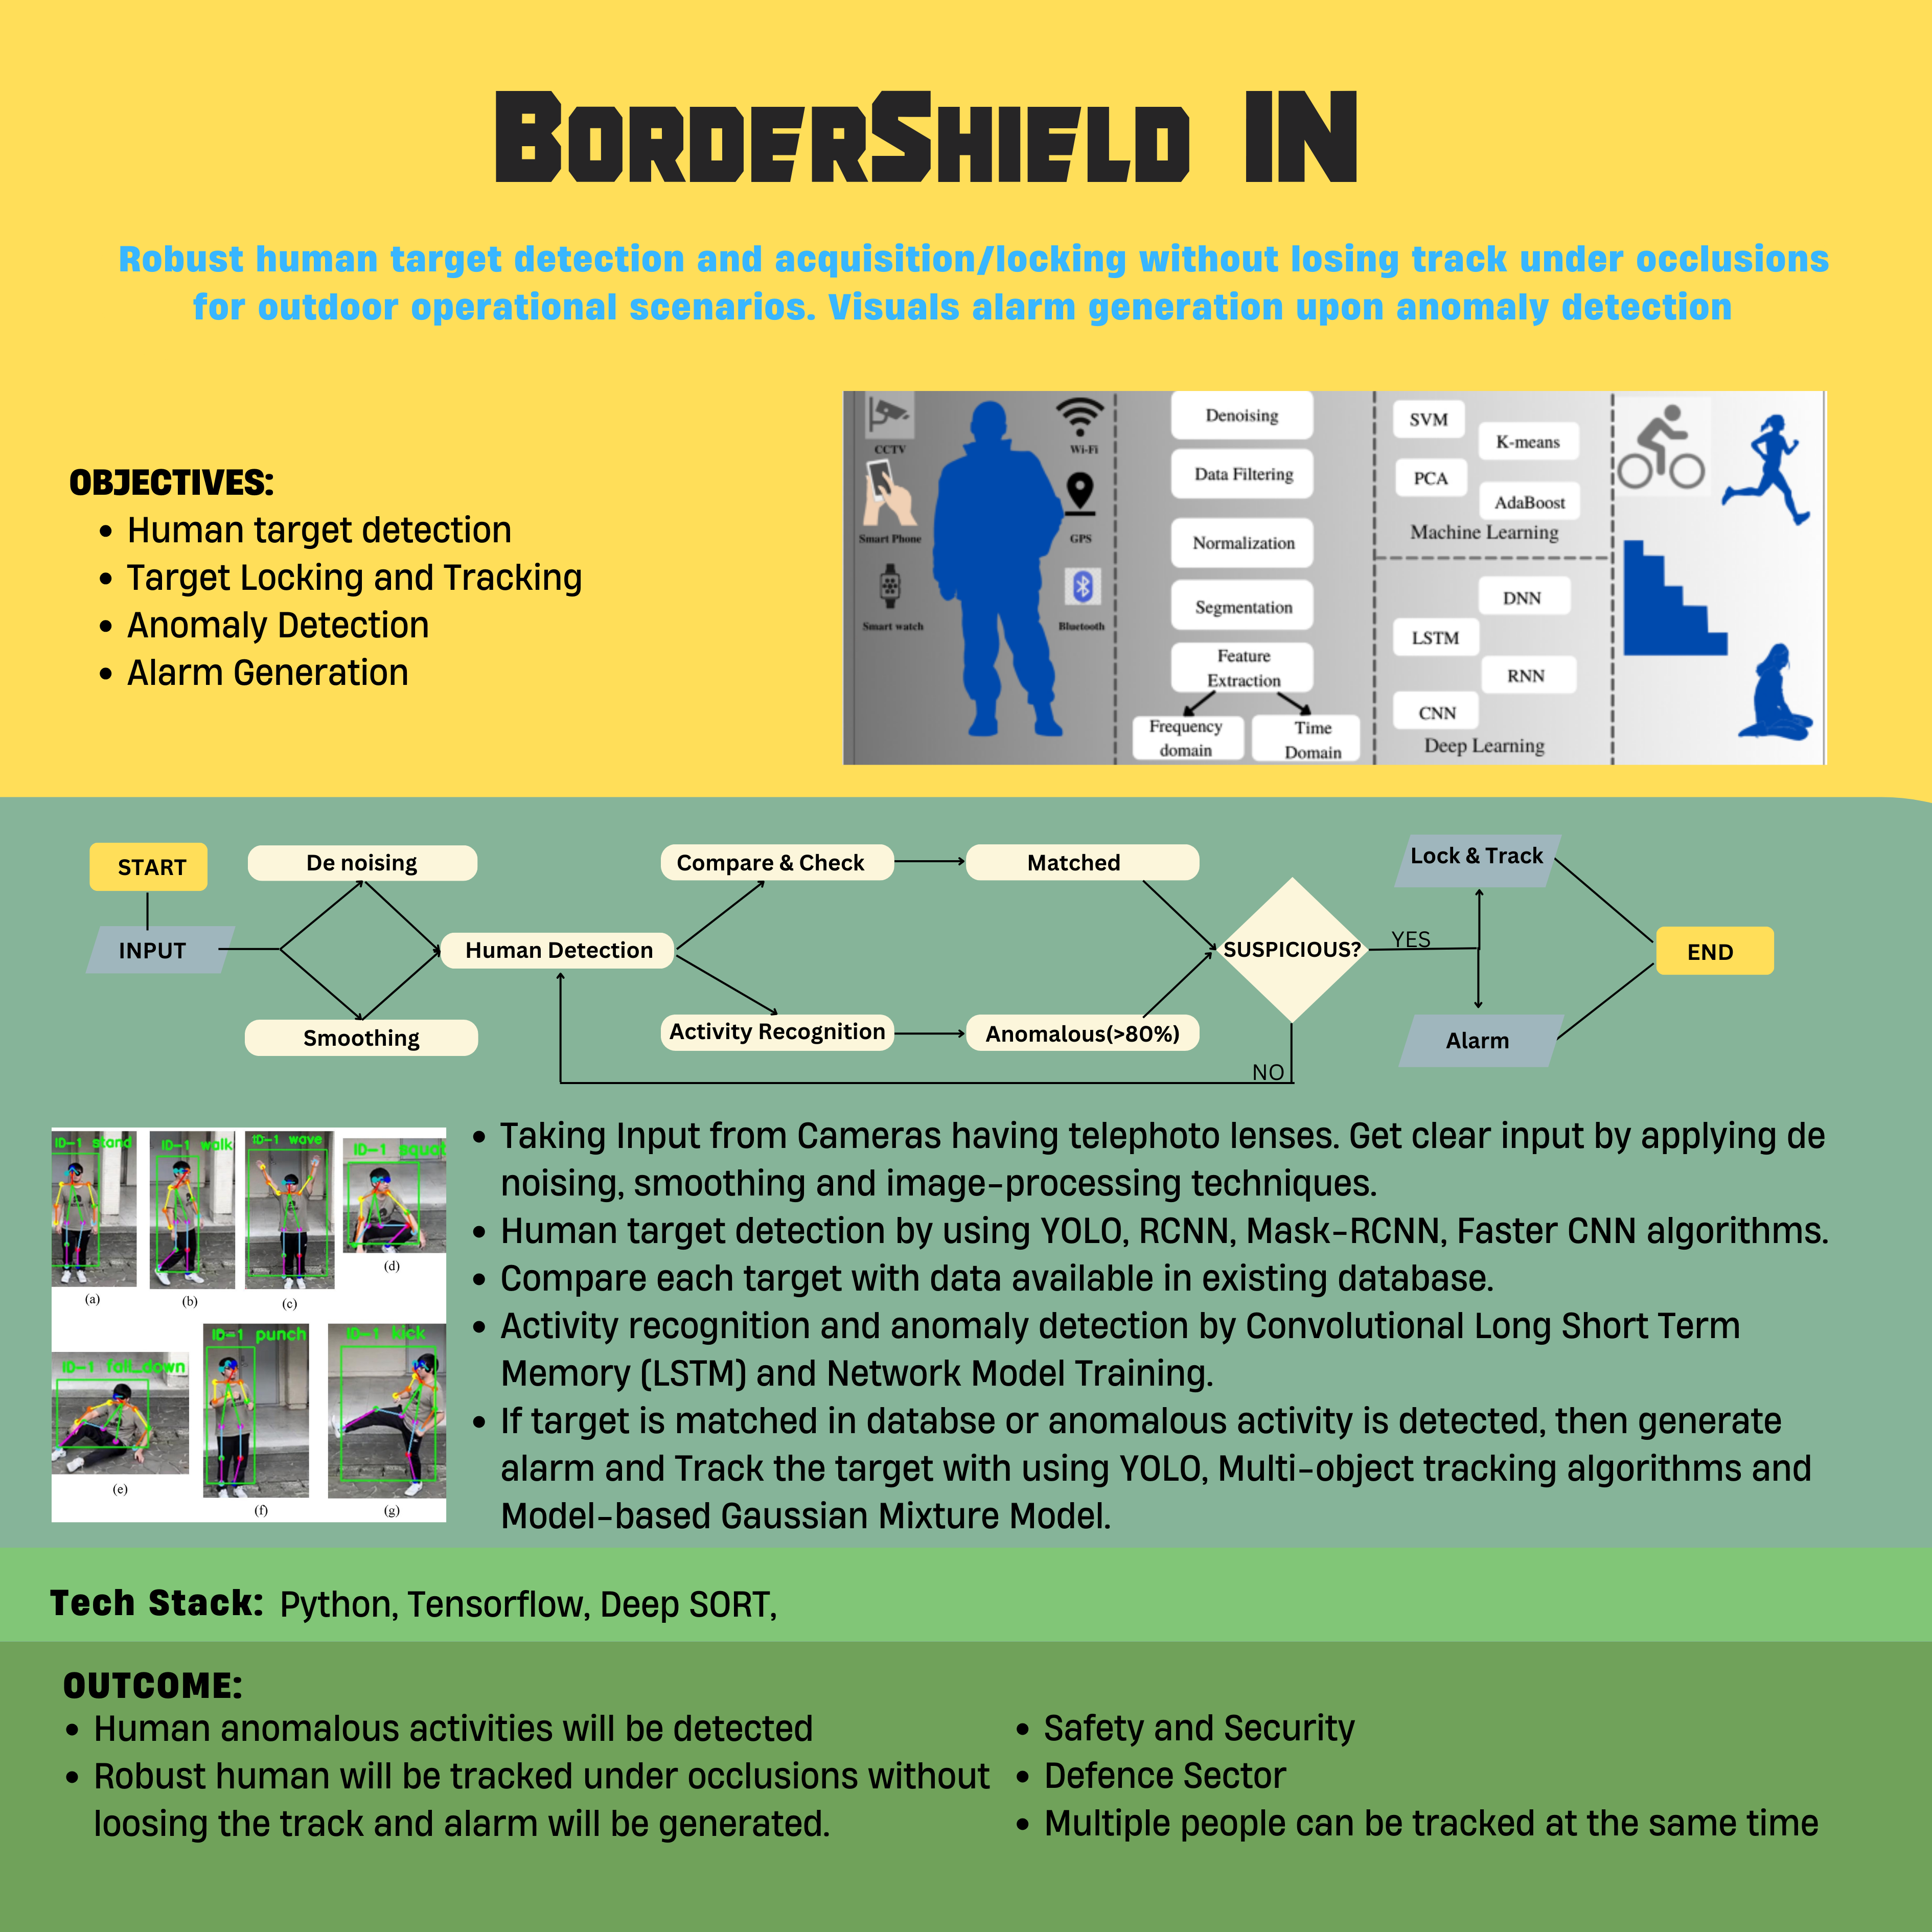 BORDERSHIELD IN
Robust human target detection and acquisition/locking without losing track under occlusions
for outdoor operational scenarios. Visuals alarm generation upon anomaly detection
OBJECTIVES:
• Human target detection
• Target Locking and Tracking
• Anomaly Detection
• Alarm Generation
CCTV
Smart Phone
Smart watch
Wi-Fi
GPS
Bluetooth
Denoising
Data Filtering
Normalization
Segmentation
Feature
Extraction
Frequency
domain
Time
Domain
SVM
K-means
PCA
AdaBoost
Machine Learning
DNN
LSTM
RNN
CNN
Deep Learning
START
INPUT
De noising
Smoothing
Human Detection
Compare & Check
Matched
Activity Recognition
Anomalous(>80%)
SUSPICIOUS?
YES
NO
Lock & Track
Alarm
END
ID-1 stand
ID-1 walk
ID-1 wave
ID-1 squat
(a)
(b)
(c)
(d)
ID-1 fall_down
ID-1 punch
ID-1 kick
(e)
(f)
(g)
• Taking Input from Cameras having telephoto lenses. Get clear input by applying de
noising, smoothing and image-processing techniques.
• Human target detection by using YOLO, RCNN, Mask-RCNN, Faster CNN algorithms.
• Compare each target with data available in existing database.
• Activity recognition and anomaly detection by Convolutional Long Short Term
Memory (LSTM) and Network Model Training.
• If target is matched in databse or anomalous activity is detected, then generate
alarm and Track the target with using YOLO, Multi-object tracking algorithms and
Model-based Gaussian Mixture Model.
Tech Stack: Python, Tensorflow, Deep SORT,
OUTCOME:
• Human anomalous activities will be detected
• Robust human will be tracked under occlusions without
loosing the track and alarm will be generated.
• Safety and Security
• Defence Sector
• Multiple people can be tracked at the same time